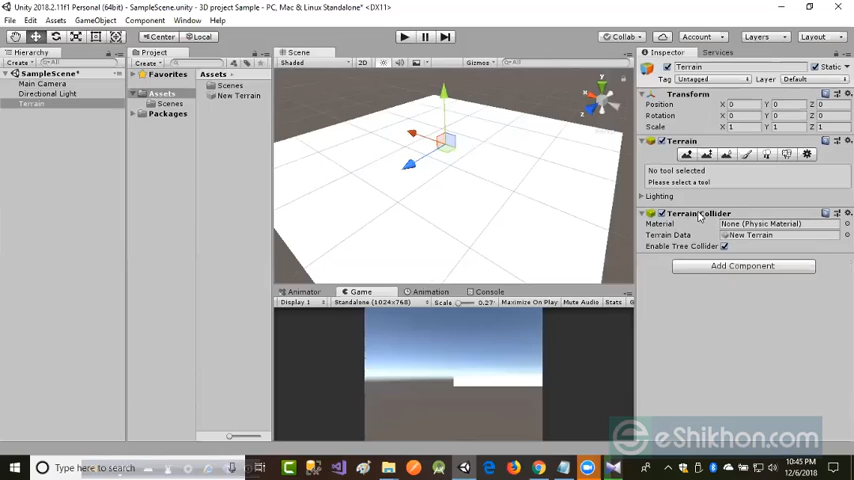 Unity 2018.2.11f1 Personal (64bit) - SampleScene.unity - 3D project Sample - PC, Mac & Linux Standalone* <DX11>
File Edit Assets GameObject Component Window Help
Center Local Collab Account Layers Layout
Hierarchy Project Scene Inspector Services
Create All Create Shaded 2D Gizmos All Terrain Static
SampleScene* Favorites Assets Tag Untagged Layer Default
Main Camera Scenes
Directional Light Assets New Terrain Transform
Terrain Scenes Position X 0 Y 0 Z 0
Packages Rotation X 0 Y 0 Z 0
Scale X 1 Y 1 Z 1
Terrain
No tool selected
Please select a tool
Lighting
Terrain Collider
Material None (Physic Material)
Terrain Data New Terrain
Enable Tree Collider
Add Component
y
x
z
Animator Game Animation Console
Display 1 Standalone (1024x768) Scale 0.27 Maximize On Play Mute Audio Stats
eShikhon.com
Type here to search
10:45 PM
12/6/2018